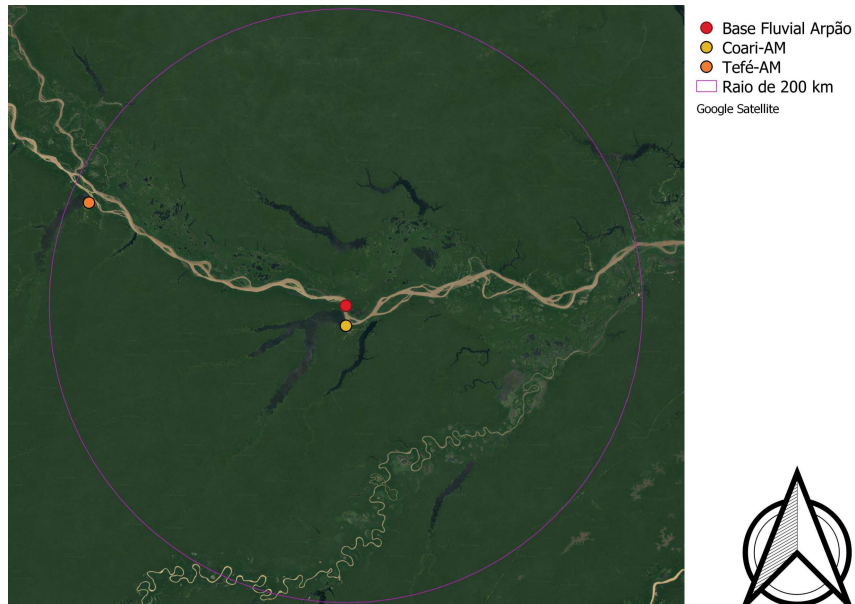 Base Fluvial Arpão
Coari-AM
Tefé-AM
Raio de 200 km
Google Satellite